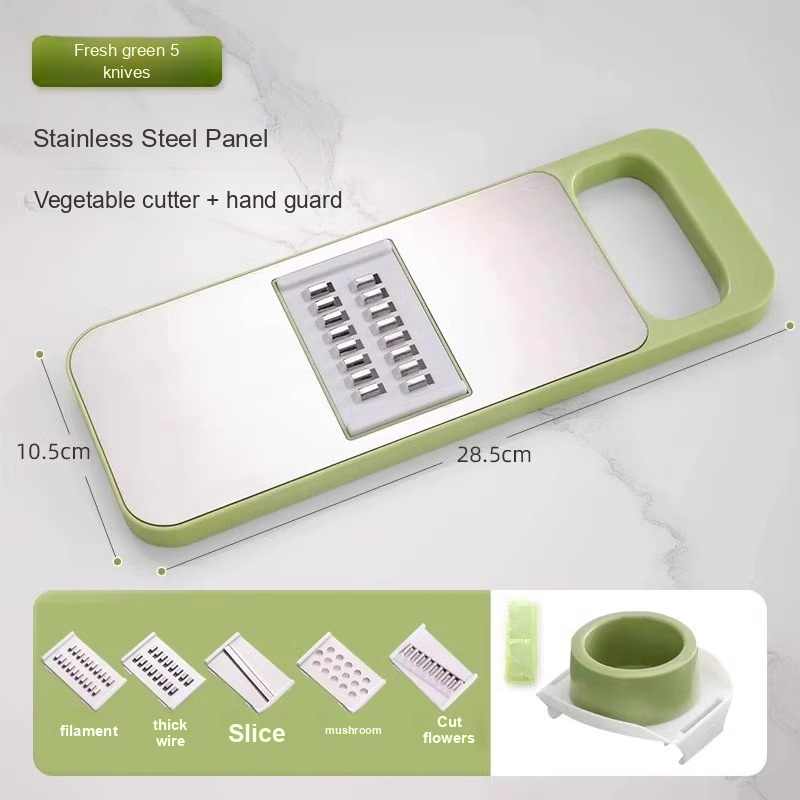 Fresh green 5
knives
Stainless Steel Panel
Vegetable cutter + hand guard
10.5cm
28.5cm
filament
thick
wire
Slice
mushroom
Cut
flowers